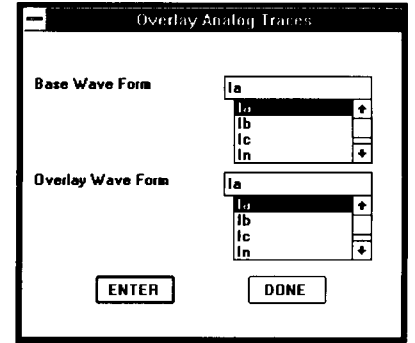 Overlay Analog Traces
Base Wave Form
Ia
Ia
Ib
Ic
In
Overlay Wave Form
Ia
Ia
Ib
Ic
In
ENTER
DONE